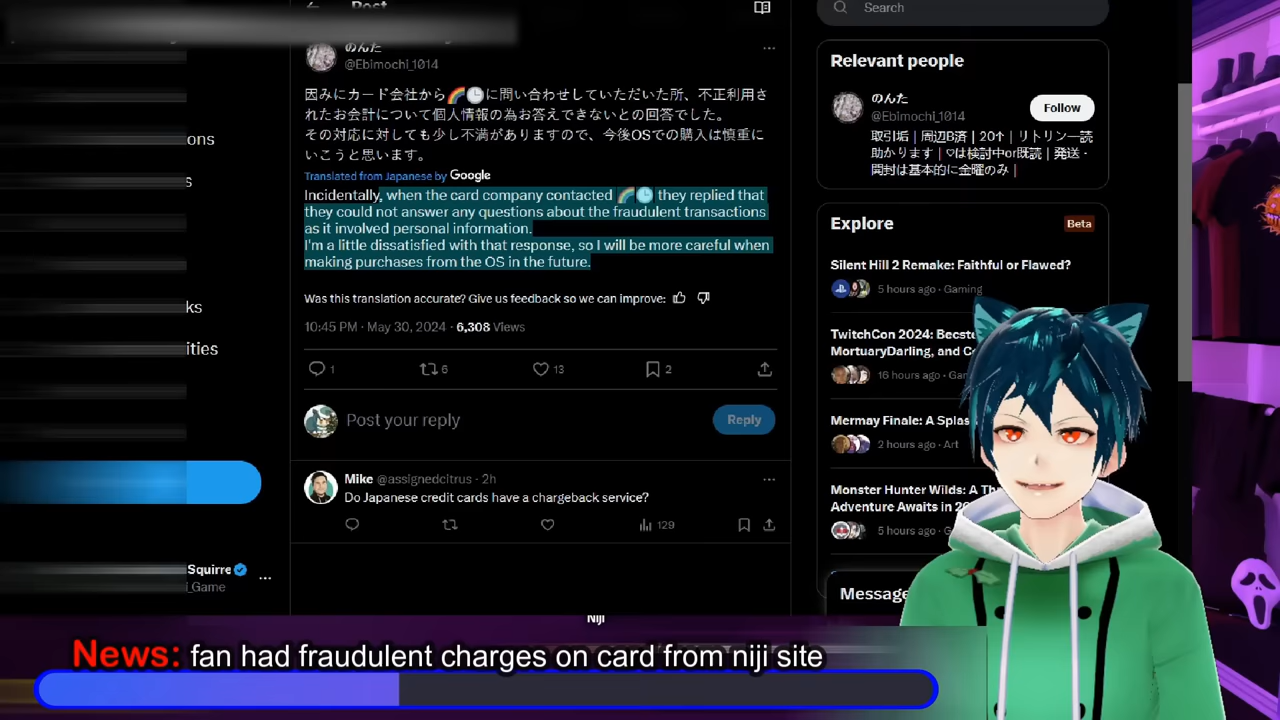 Post
のんた
@Ebimochi_1014
因みにカード会社から🌈🕒に問い合わせしていただいた所、不正利用さ
れたお会計について個人情報の為お答えできないとの回答でした。
その対応に対しても少し不満がありますので、今後OSでの購入は慎重に
いこうと思います。
Translated from Japanese by Google
Incidentally, when the card company contacted 🌈🕒 they replied that
they could not answer any questions about the fraudulent transactions
as it involved personal information.
I'm a little dissatisfied with that response, so I will be more careful when
making purchases from the OS in the future.
Was this translation accurate? Give us feedback so we can improve:
10:45 PM · May 30, 2024 · 6,308 Views
1 6 13 2
Post your reply
Reply
Mike @assignedcitrus · 2h
Do Japanese credit cards have a chargeback service?
129
ons
s
ks
ities
Squirre
_Game
Search
Relevant people
のんた
@Ebimochi_1014
Follow
取引垢｜周辺B済｜20↑｜リトリン一読
助かります｜♡は検討中or既読｜発送・
開封は基本的に金曜のみ｜
Explore
Beta
Silent Hill 2 Remake: Faithful or Flawed?
5 hours ago · Gaming
TwitchCon 2024: Becste
MortuaryDarling, and Co
16 hours ago · Gam
Mermay Finale: A Splas
2 hours ago · Art
Monster Hunter Wilds: A Th
Adventure Awaits in 20
5 hours ago · G
Message
Niji
News: fan had fraudulent charges on card from niji site